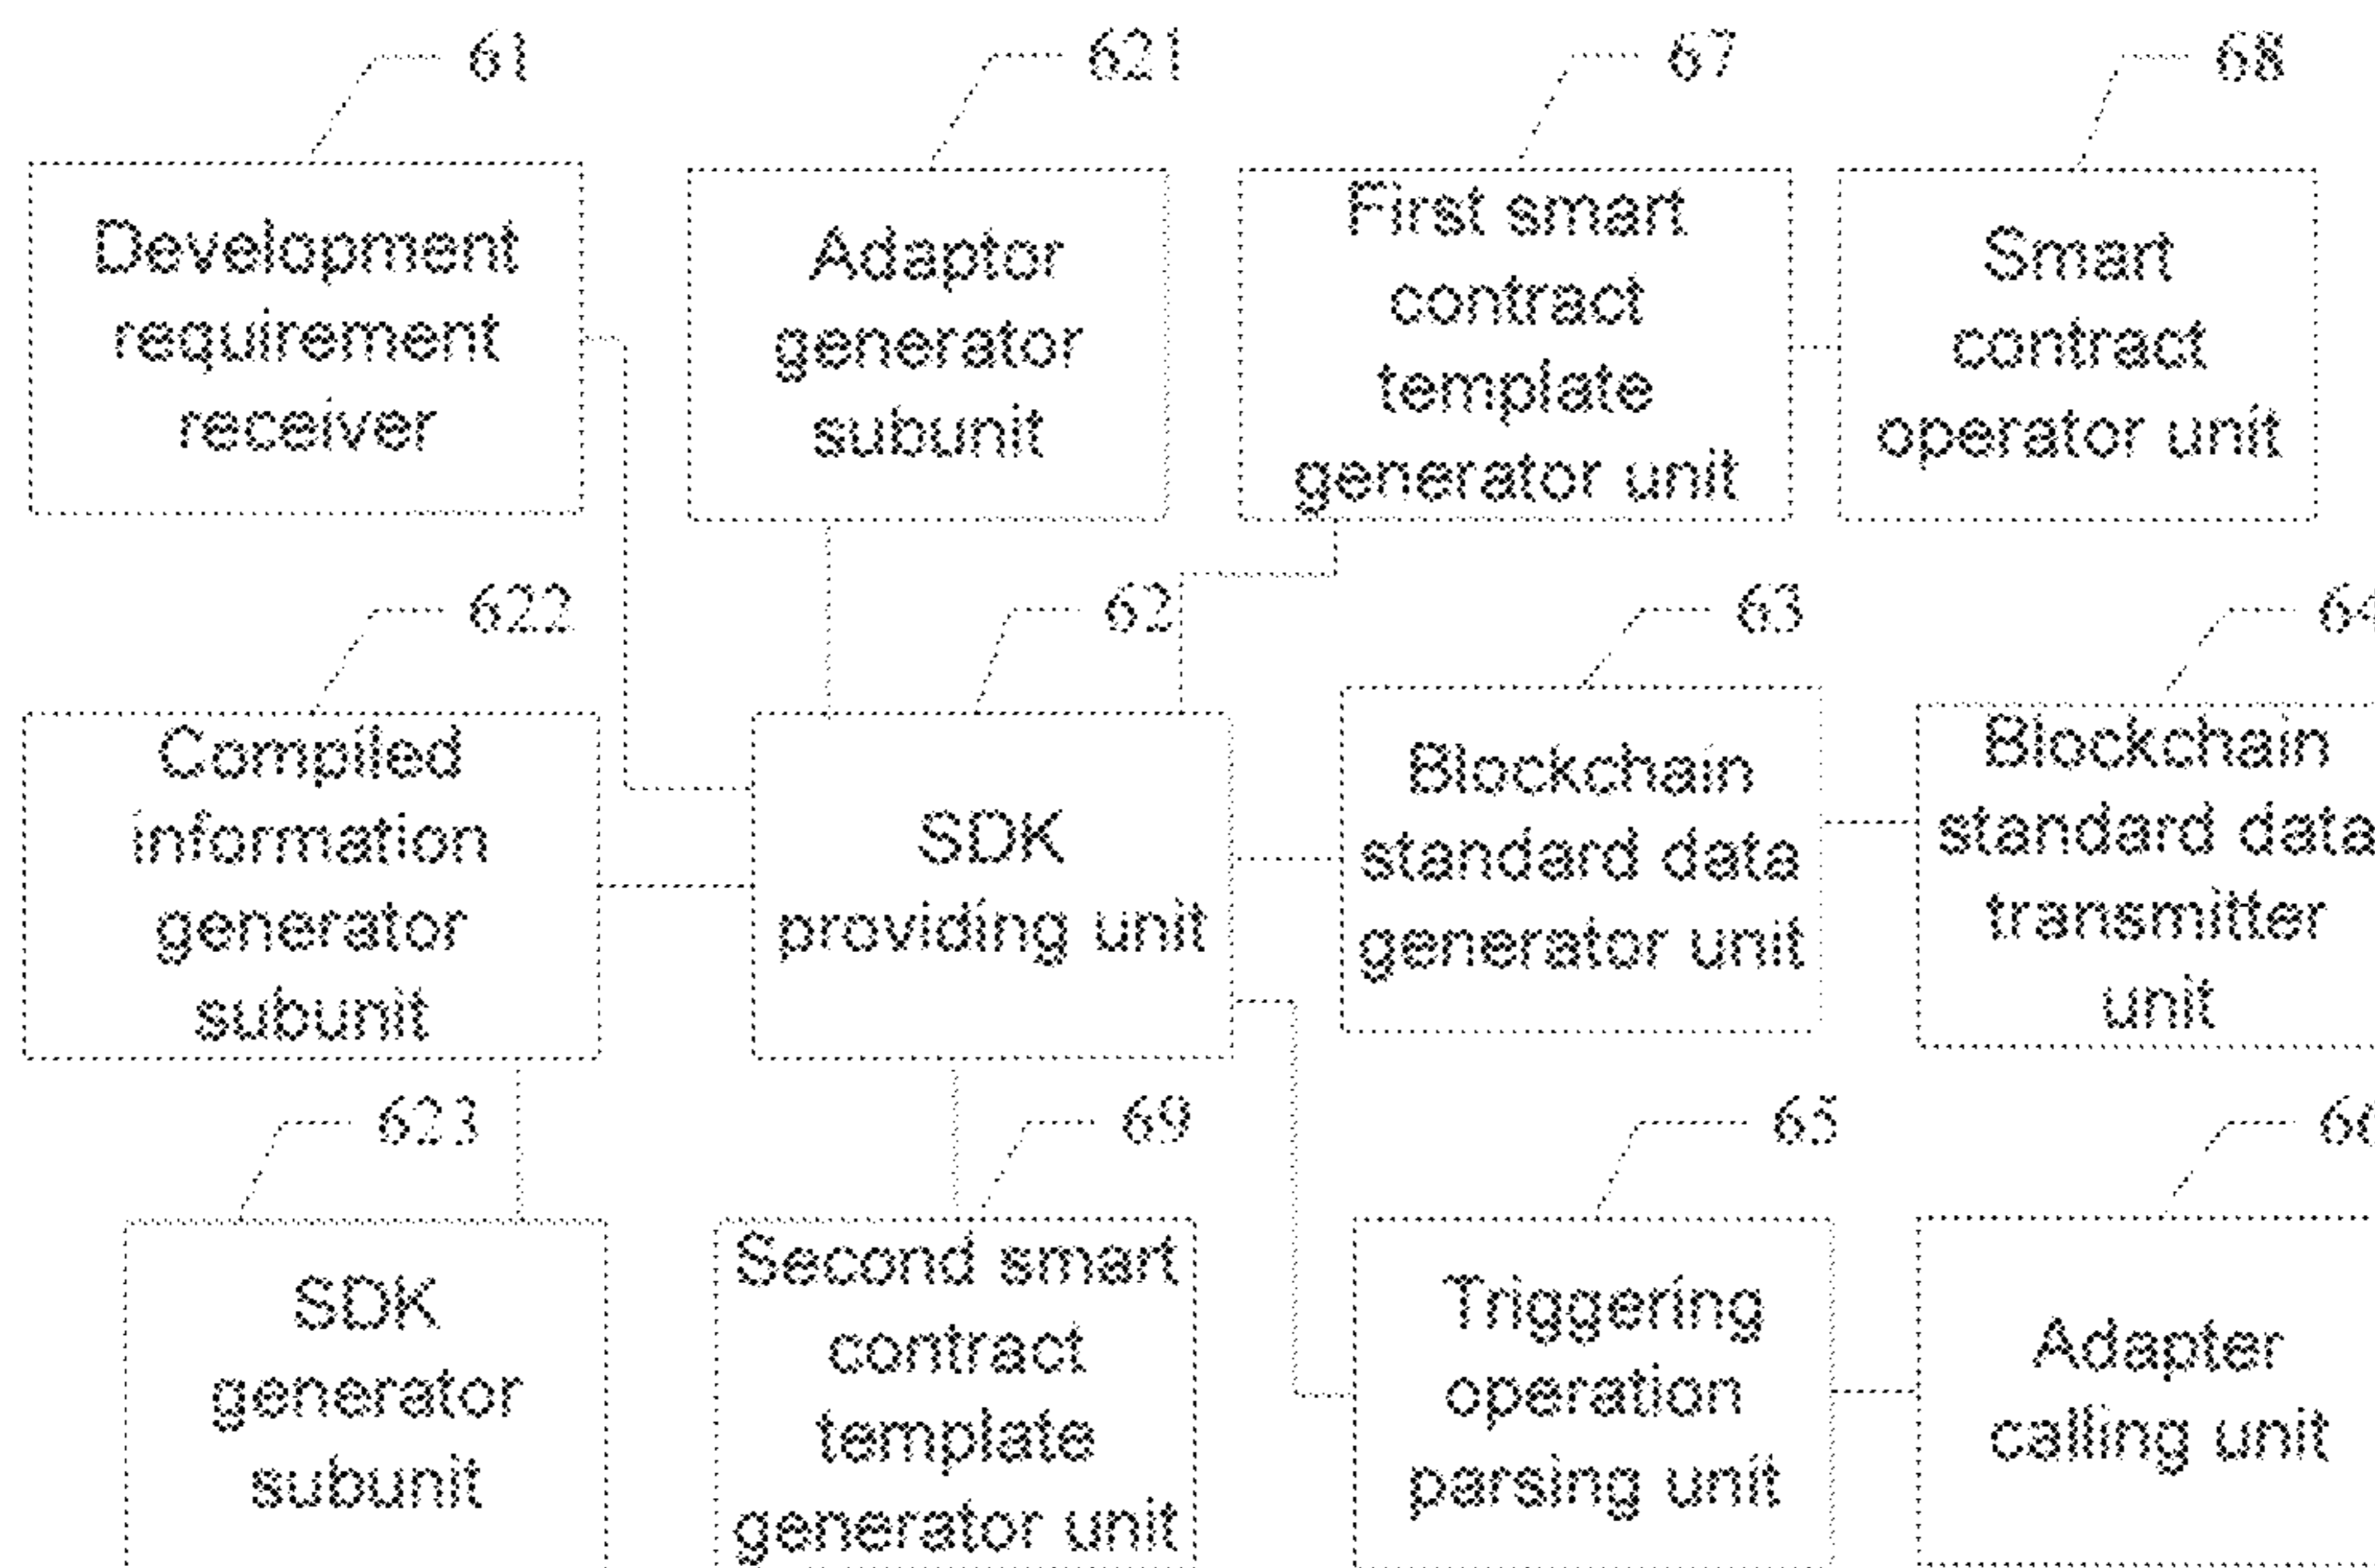 61
621
67
68
Development
requirement
receiver
Adaptor
generator
subunit
First smart
contract
template
generator unit
Smart
contract
operator unit
622
62
63
64
Compiled
information
generator
subunit
SDK
providing unit
Blockchain
standard data
generator unit
Blockchain
standard data
transmitter
unit
623
69
65
66
SDK
generator
subunit
Second smart
contract
template
generator unit
Triggering
operation
parsing unit
Adapter
calling unit